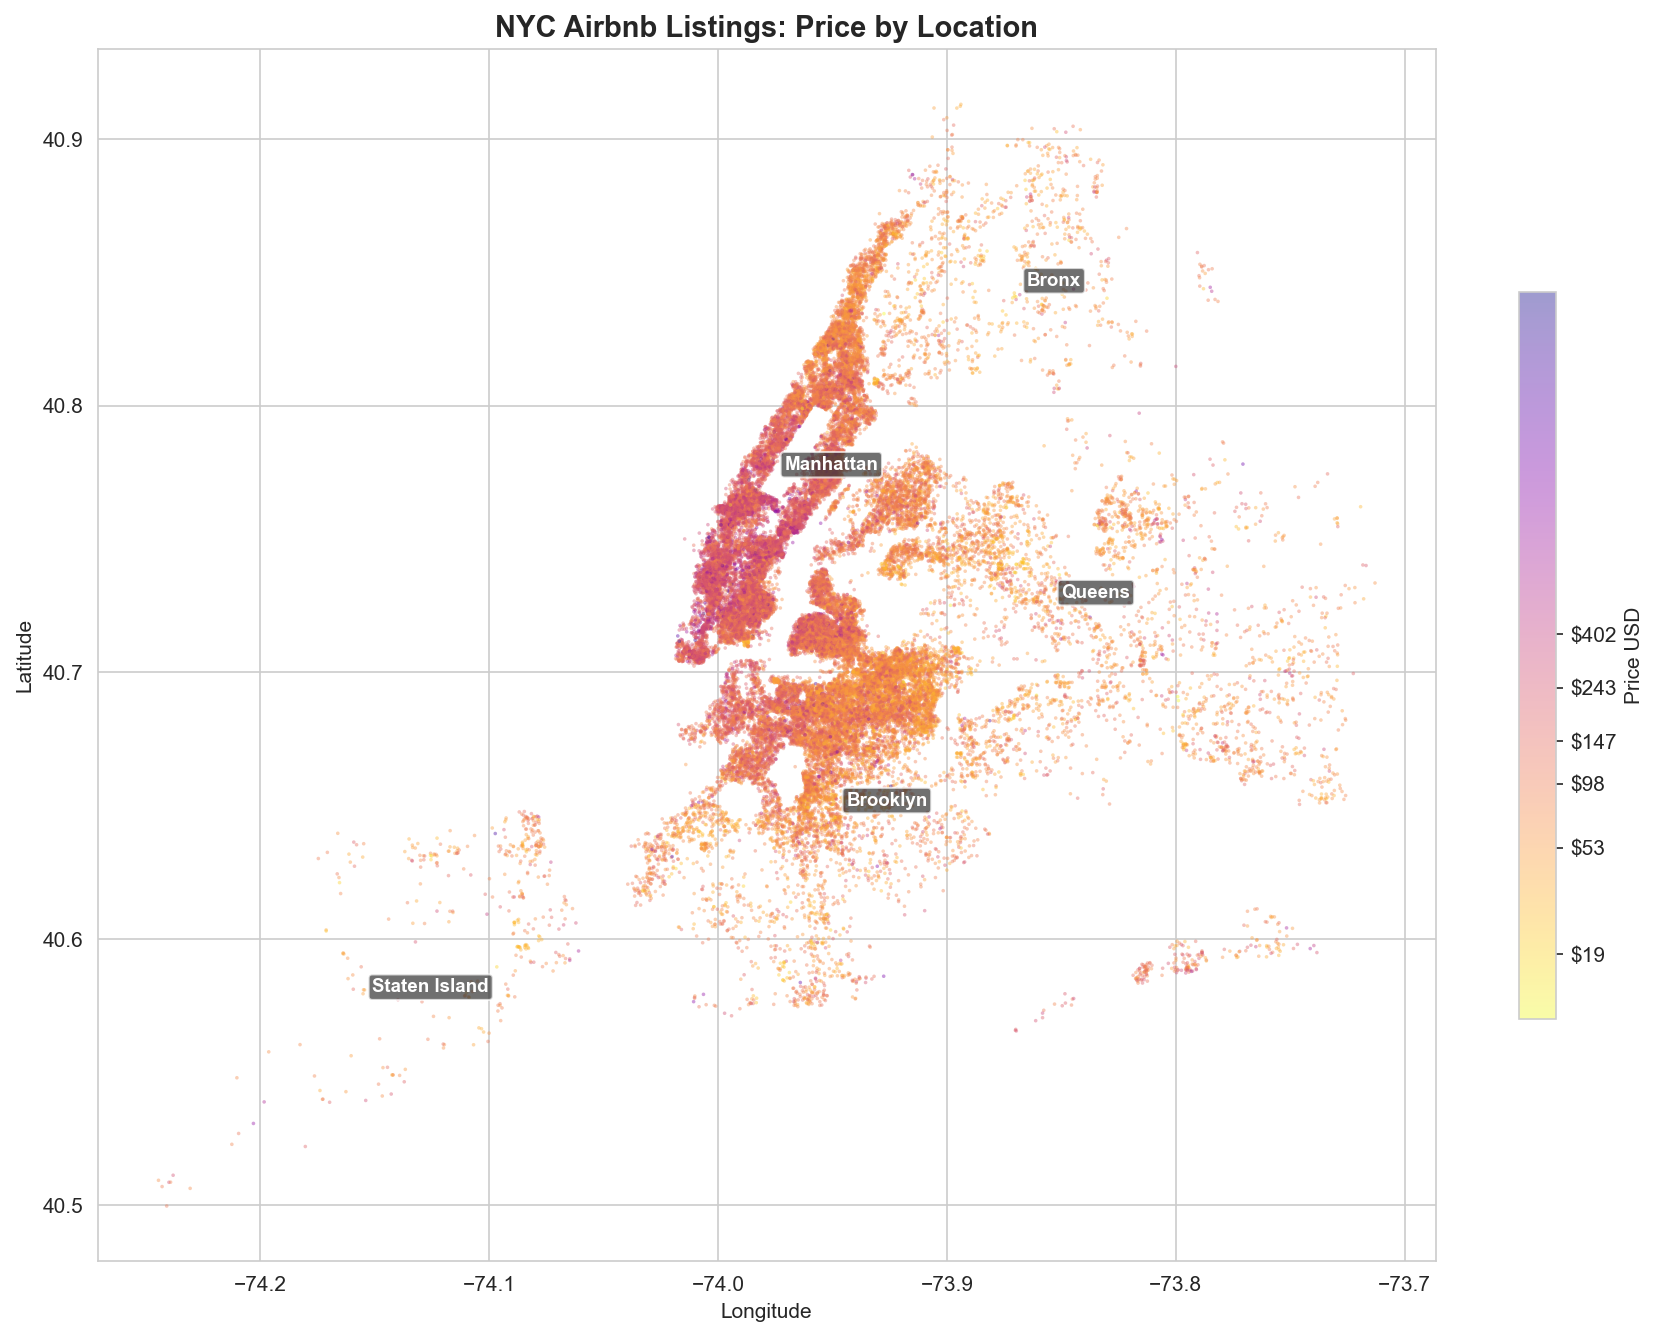 NYC Airbnb Listings: Price by Location
40.9
40.8
40.7
40.6
40.5
Latitude
Bronx
Manhattan
Queens
Brooklyn
Staten Island
−74.2
−74.1
−74.0
−73.9
−73.8
−73.7
Longitude
$402
$243
$147
$98
$53
$19
Price USD